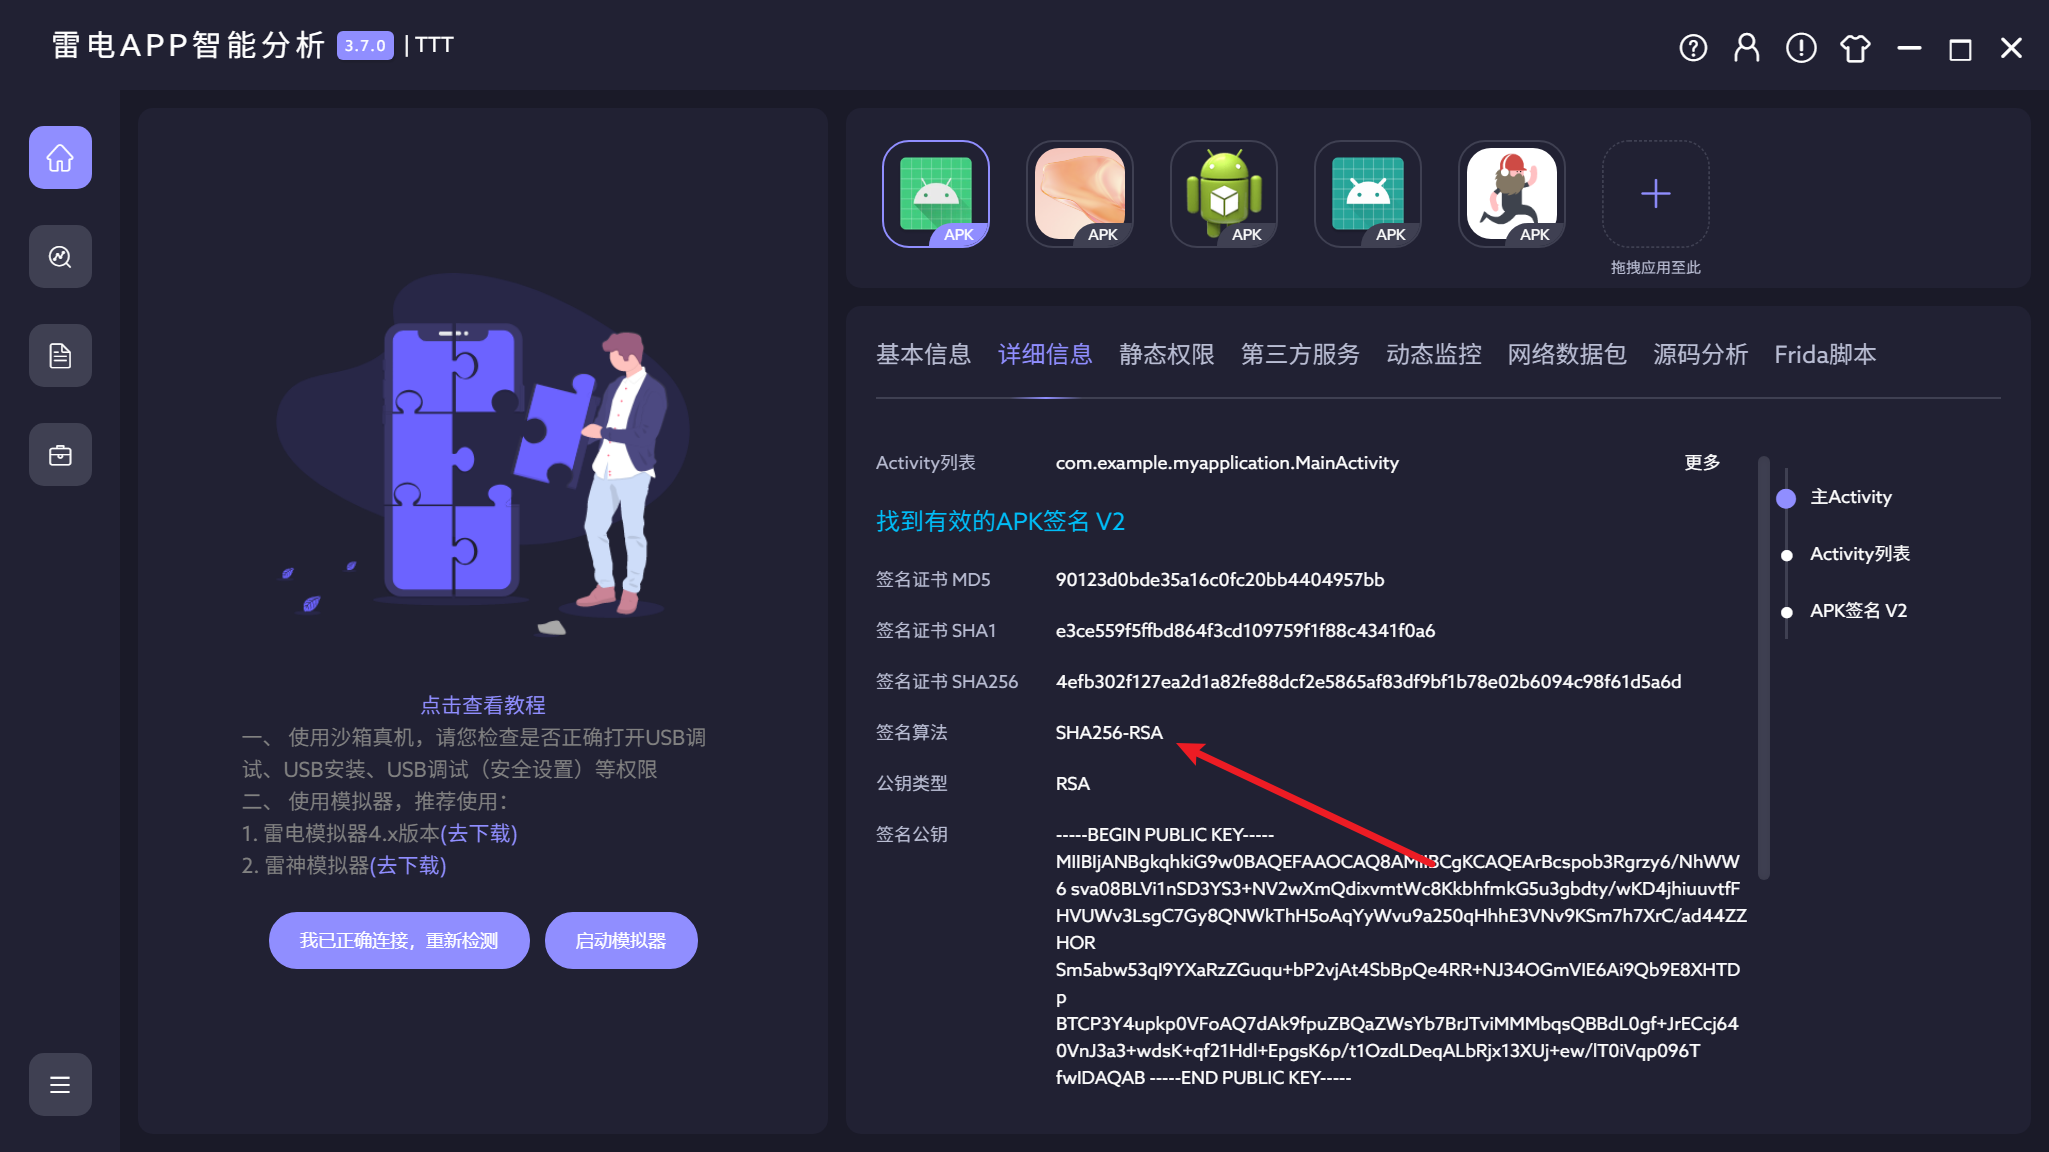 雷电APP智能分析 3.7.0 | TTT
APK APK APK APK APK
拖拽应用至此
点击查看教程
一、 使用沙箱真机，请您检查是否正确打开USB调
试、USB安装、USB调试（安全设置）等权限
二、 使用模拟器，推荐使用：
1. 雷电模拟器4.x版本(去下载)
2. 雷神模拟器(去下载)
我已正确连接，重新检测 启动模拟器
基本信息 详细信息 静态权限 第三方服务 动态监控 网络数据包 源码分析 Frida脚本
Activity列表 com.example.myapplication.MainActivity 更多
找到有效的APK签名 V2
签名证书 MD5 90123d0bde35a16c0fc20bb4404957bb
签名证书 SHA1 e3ce559f5ffbd864f3cd109759f1f88c4341f0a6
签名证书 SHA256 4efb302f127ea2d1a82fe88dcf2e5865af83df9bf1b78e02b6094c98f61d5a6d
签名算法 SHA256-RSA
公钥类型 RSA
签名公钥 -----BEGIN PUBLIC KEY-----
MIIBIjANBgkqhkiG9w0BAQEFAAOCAQ8AMIIBCgKCAQEArBcspob3Rgrzy6/NhWW
6 sva08BLVi1nSD3YS3+NV2wXmQdixvmtWc8KkbhfmkG5u3gbdty/wKD4jhiuuvtfF
HVUWv3LsgC7Gy8QNWkThH5oAqYyWvu9a250qHhhE3VNv9KSm7h7XrC/ad44ZZ
HOR
Sm5abw53qI9YXaRzZGuqu+bP2vjAt4SbBpQe4RR+NJ34OGmVIE6Ai9Qb9E8XHTD
p
BTCP3Y4upkp0VFoAQ7dAk9fpuZBQaZWsYb7BrJTviMMMbqsQBBdL0gf+JrECcj64
0VnJ3a3+wdsK+qf21Hdl+EpgsK6p/t1OzdLDeqALbRjx13XUj+ew/lT0iVqp096T
fwIDAQAB -----END PUBLIC KEY-----
主Activity
Activity列表
APK签名 V2